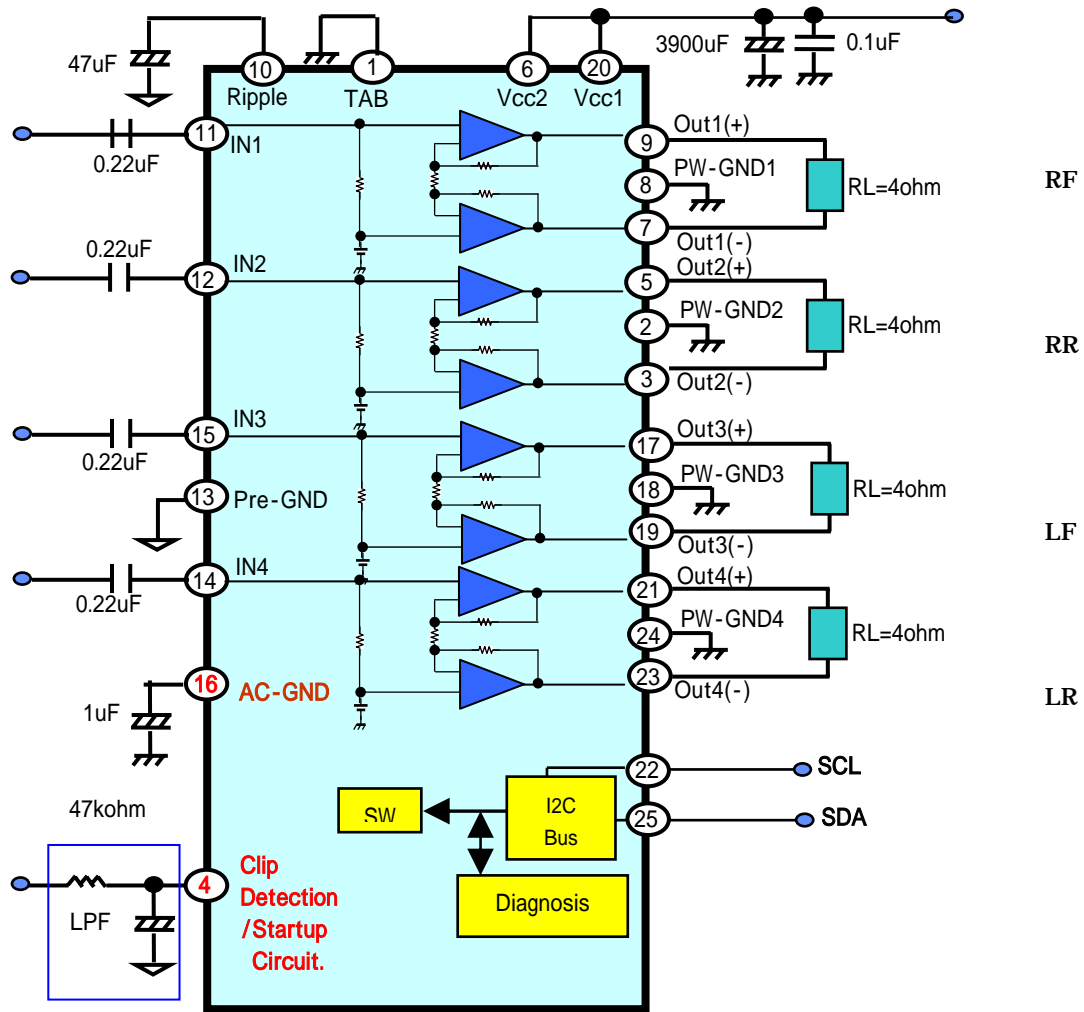 3900uF
0.1uF
47uF
10
1
6
20
Ripple
TAB
Vcc2
Vcc1
11
IN1
0.22uF
9
Out1(+)
8
PW-GND1
RL=4ohm
RF
7
Out1(-)
0.22uF
12
IN2
Out2(+)
5
2
PW-GND2
RL=4ohm
RR
3
Out2(-)
15
IN3
0.22uF
17
Out3(+)
13
Pre-GND
18
PW-GND3
RL=4ohm
LF
19
Out3(-)
14
IN4
0.22uF
21
Out4(+)
24
PW-GND4
RL=4ohm
23
Out4(-)
LR
16
AC-GND
1uF
22
SCL
47kohm
SW
I2C
Bus
25
SDA
4
LPF
Clip
Detection
/Startup
Circuit.
Diagnosis